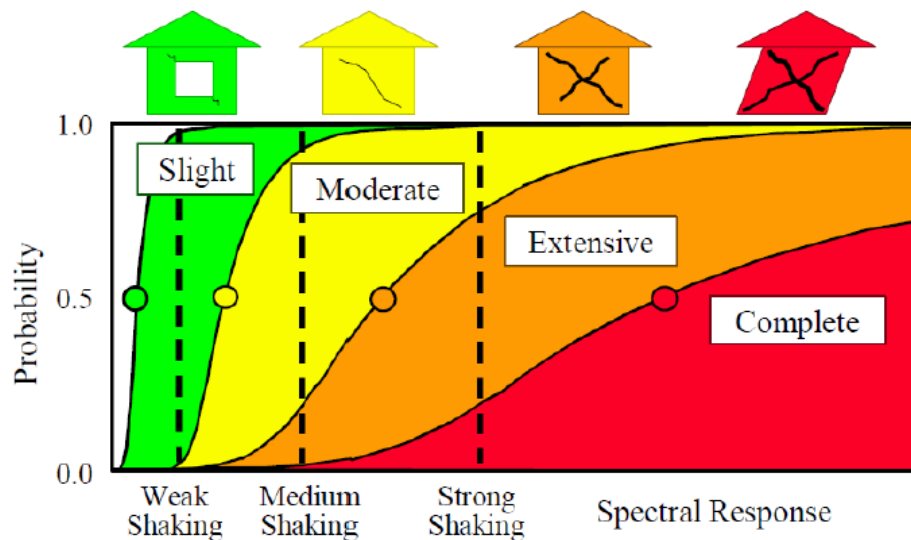 1.0
Slight
Moderate
Extensive
0.5
Complete
Probability
0.0
Weak
Shaking
Medium
Shaking
Strong
Shaking
Spectral Response